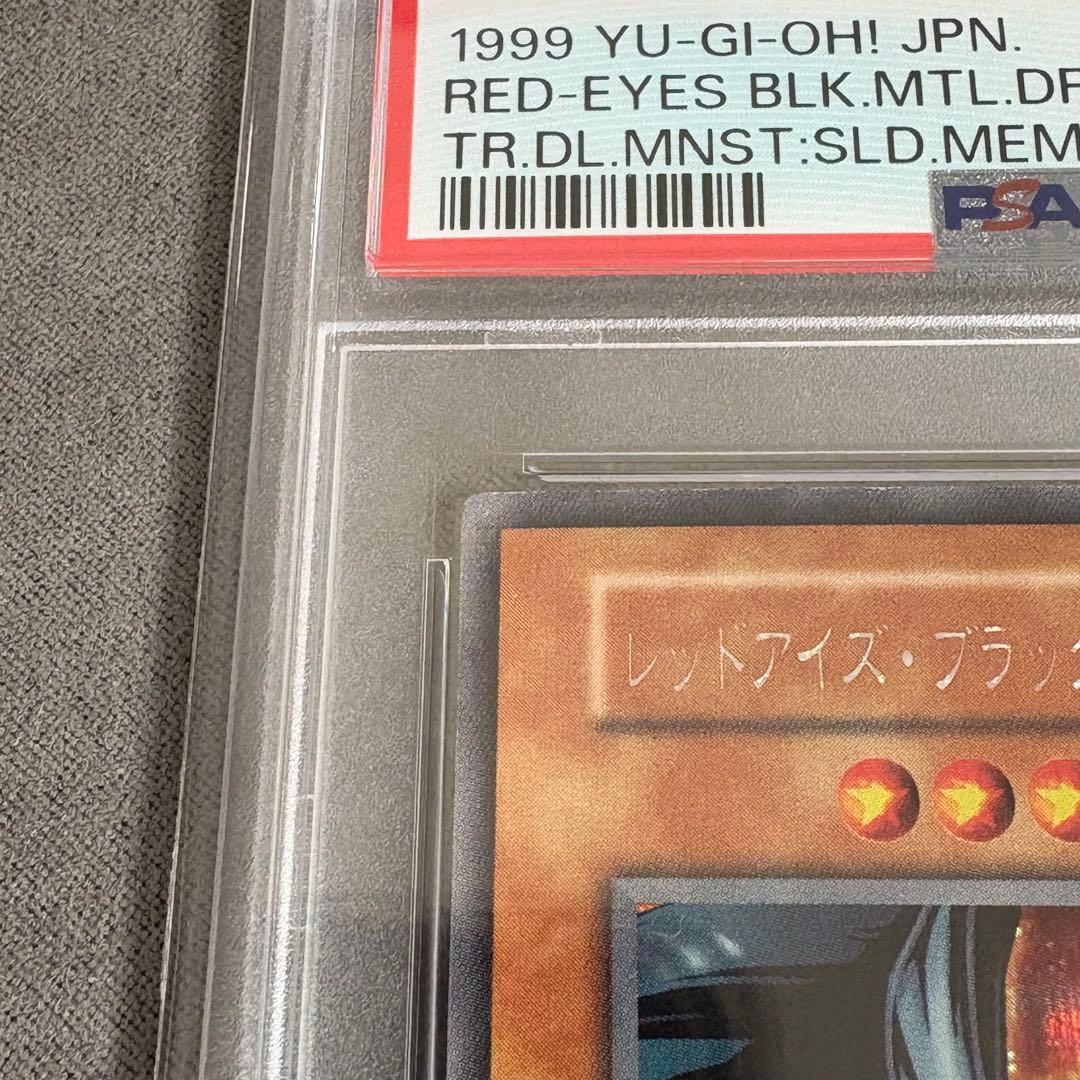 1999 YU-GI-OH! JPN.
RED-EYES BLK.MTL.DR
TR.DL.MNST:SLD.MEM
PSA
レッドアイズ・ブラック